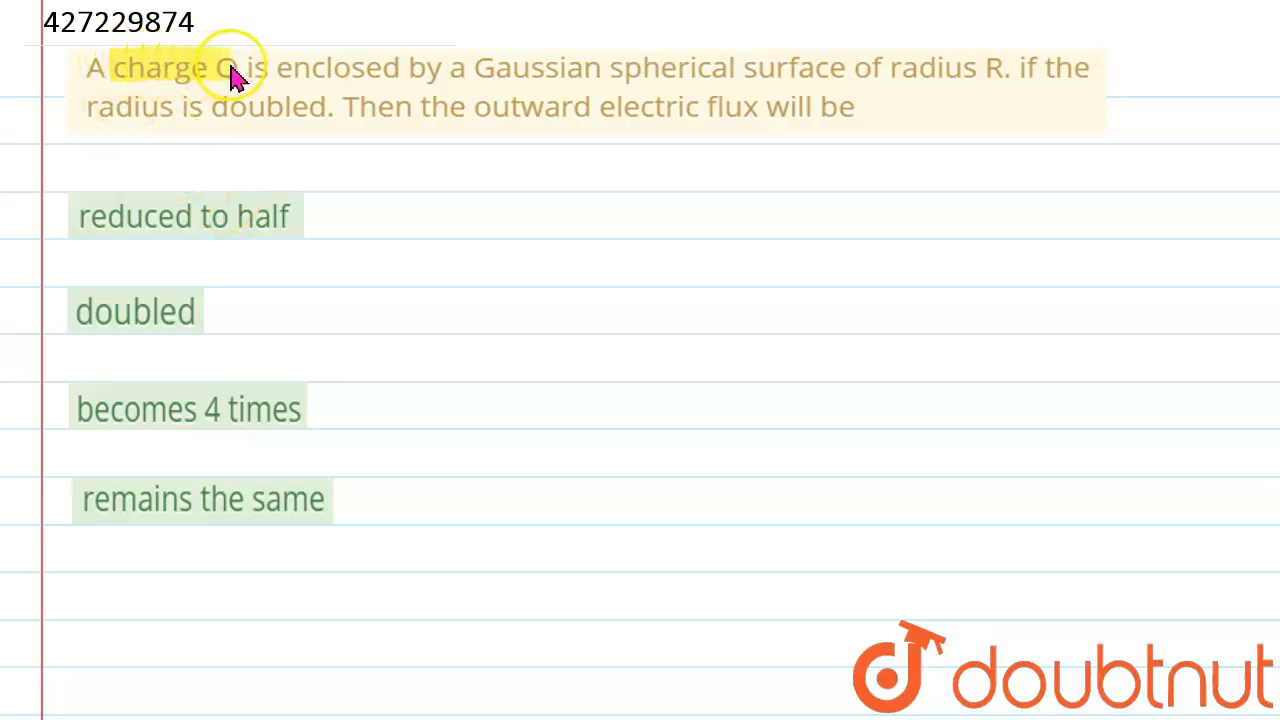 427229874
A charge Q is enclosed by a Gaussian spherical surface of radius R. if the
radius is doubled. Then the outward electric flux will be
reduced to half
doubled
becomes 4 times
remains the same
doubtnut